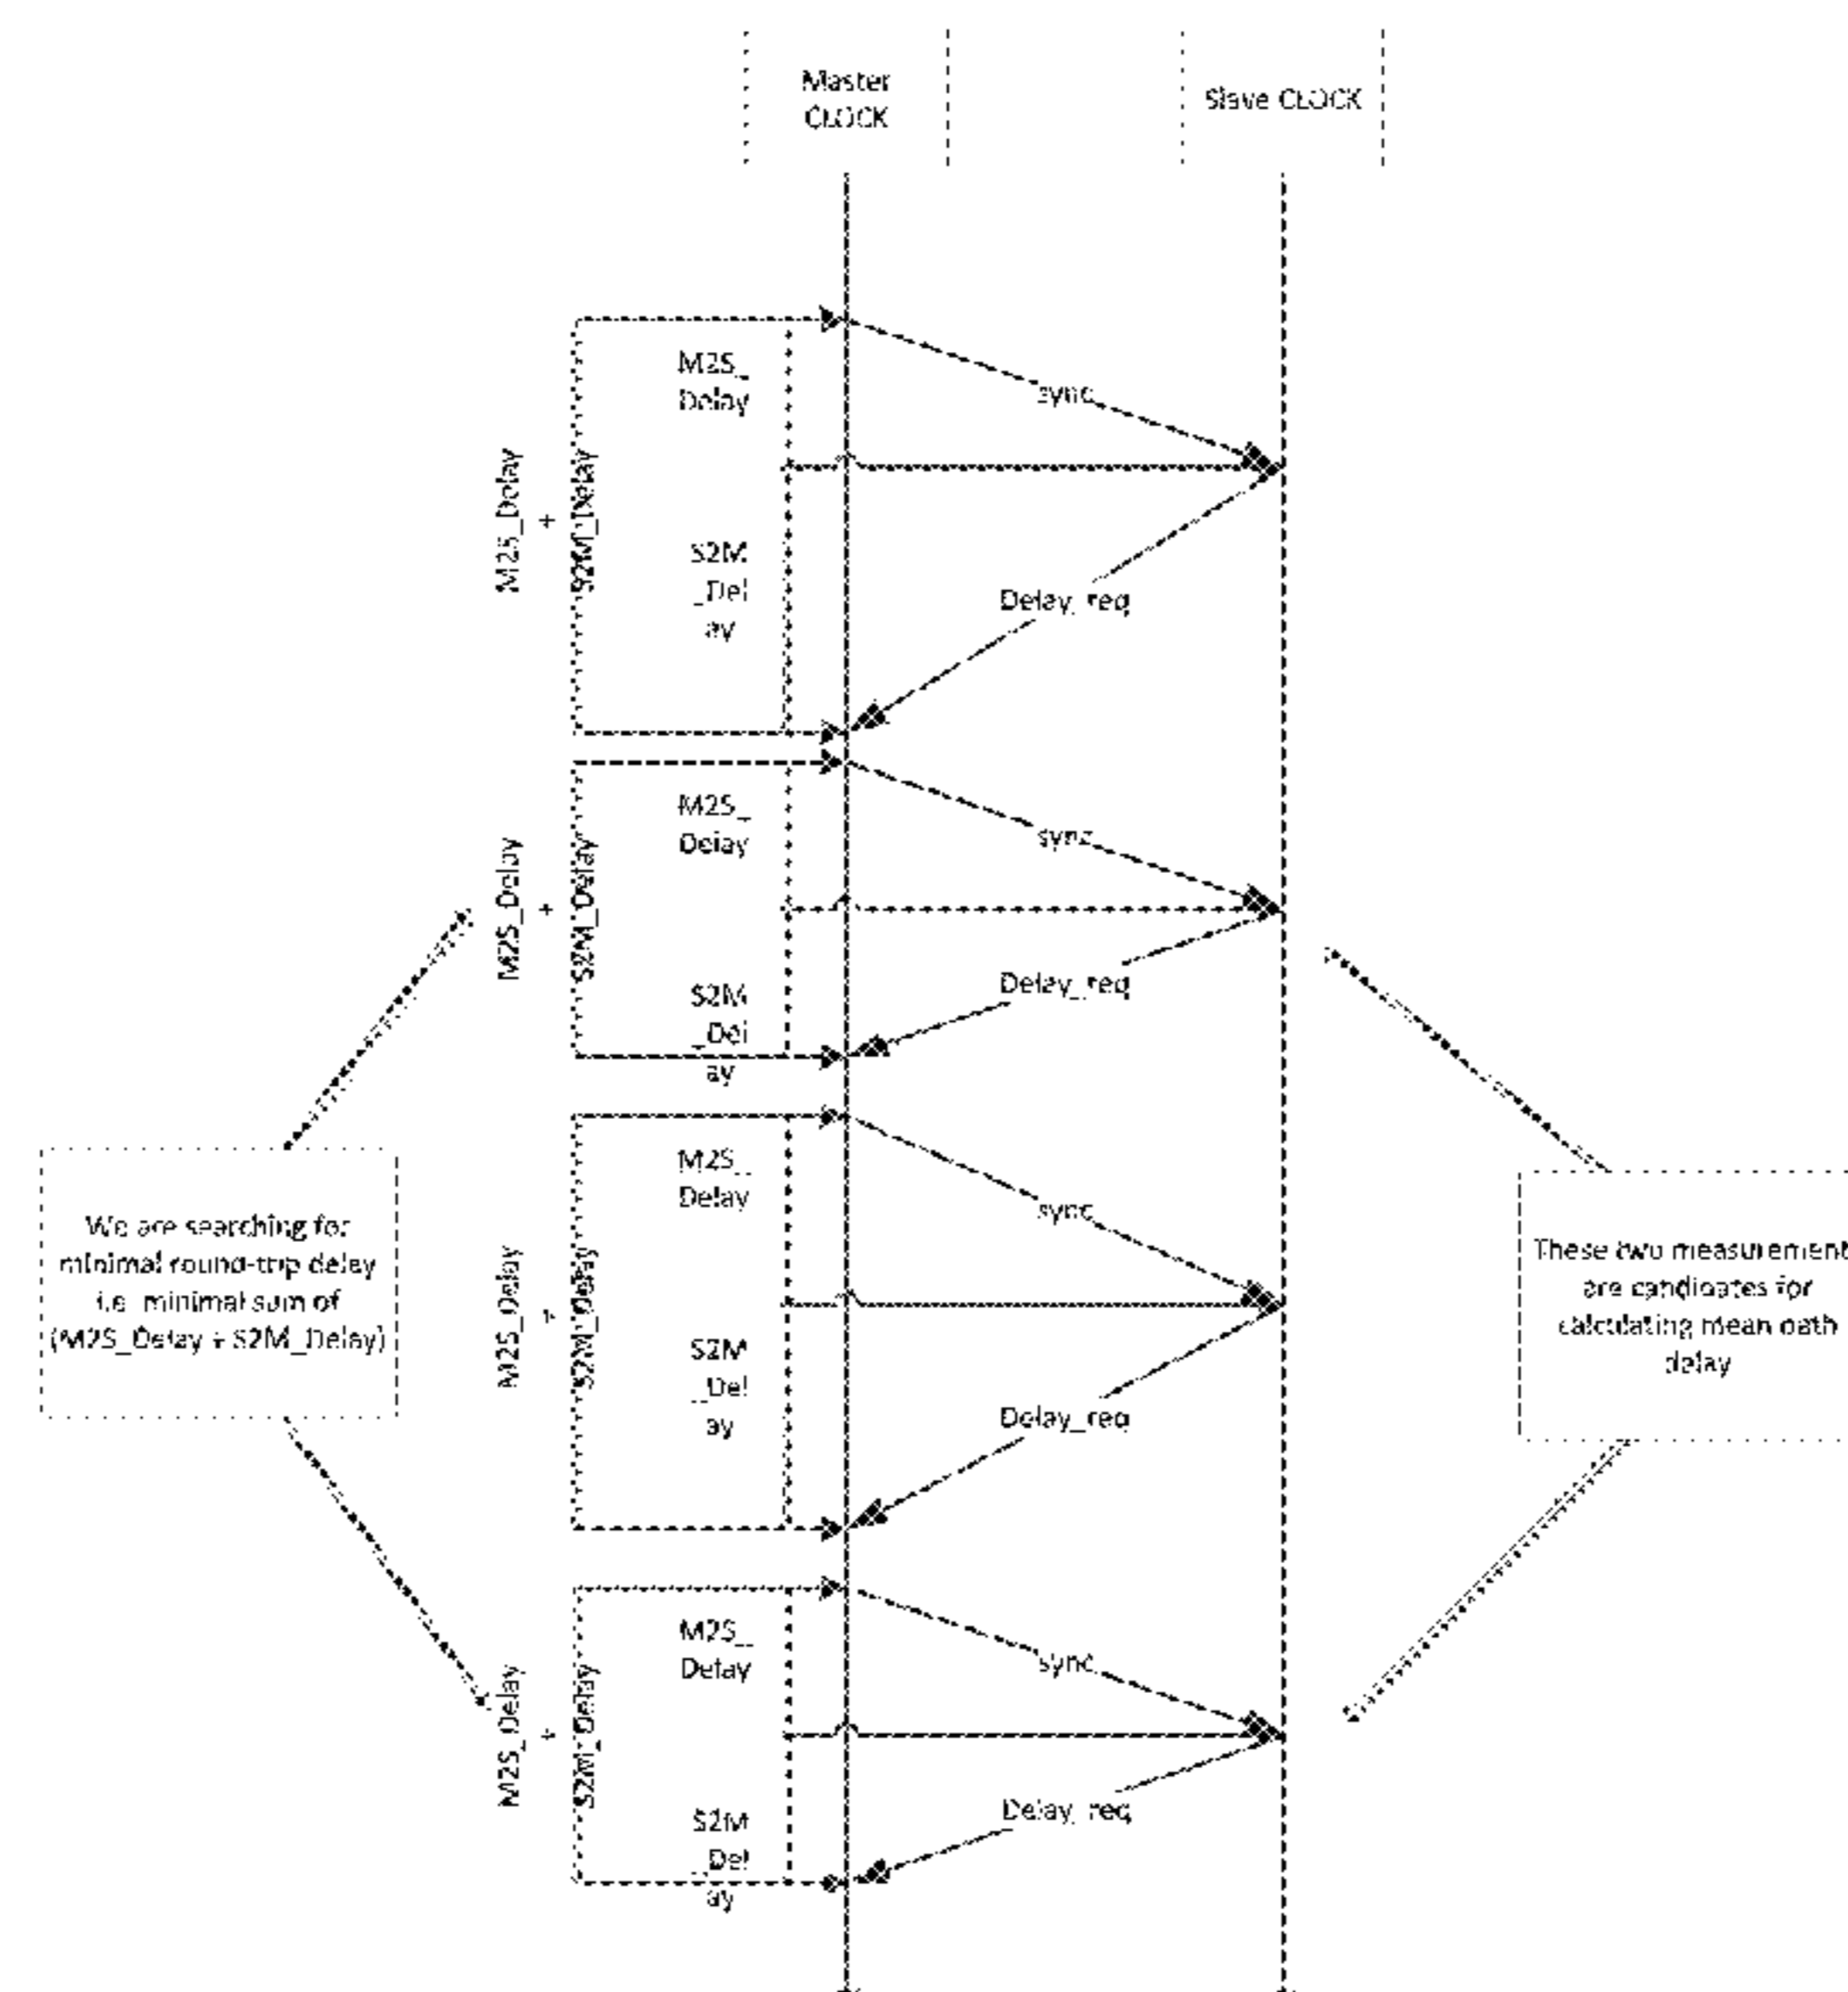 Master
CLOCK
Slave CLOCK
M2S_
Delay
sync
M2S_Delay
+
S2M_Delay
S2M
_Del
ay
Delay_req
M2S_
Delay
sync
M2S_Delay
+
S2M_Delay
S2M
_Del
ay
Delay_req
M2S_
Delay
sync
We are searching for
minimal round-trip delay
i.e. minimal sum of
(M2S_Delay + S2M_Delay)
These two measurement
are candidates for
calculating mean path
delay
M2S_Delay
+
S2M_Delay
S2M
_Del
ay
Delay_req
M2S_
Delay
sync
M2S_Delay
+
S2M_Delay
S2M
_Del
ay
Delay_req